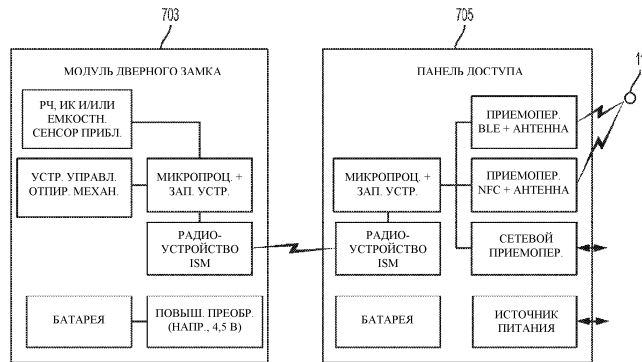 703
705
11
МОДУЛЬ ДВЕРНОГО ЗАМКА
РЧ, ИК И/ИЛИ
ЕМКОСТН.
СЕНСОР ПРИБЛ.
УСТР. УПРАВЛ.
ОТПИР. МЕХАН.
МИКРОПРОЦ. +
ЗАП. УСТР.
РАДИО-
УСТРОЙСТВО
ISM
БАТАРЕЯ
ПОВЫШ. ПРЕОБР.
(НАПР., 4,5 В)
ПАНЕЛЬ ДОСТУПА
ПРИЕМОПЕР.
BLE + АНТЕННА
МИКРОПРОЦ. +
ЗАП. УСТР.
ПРИЕМОПЕР.
NFC + АНТЕННА
РАДИО-
УСТРОЙСТВО
ISM
СЕТЕВОЙ
ПРИЕМОПЕР.
БАТАРЕЯ
ИСТОЧНИК
ПИТАНИЯ